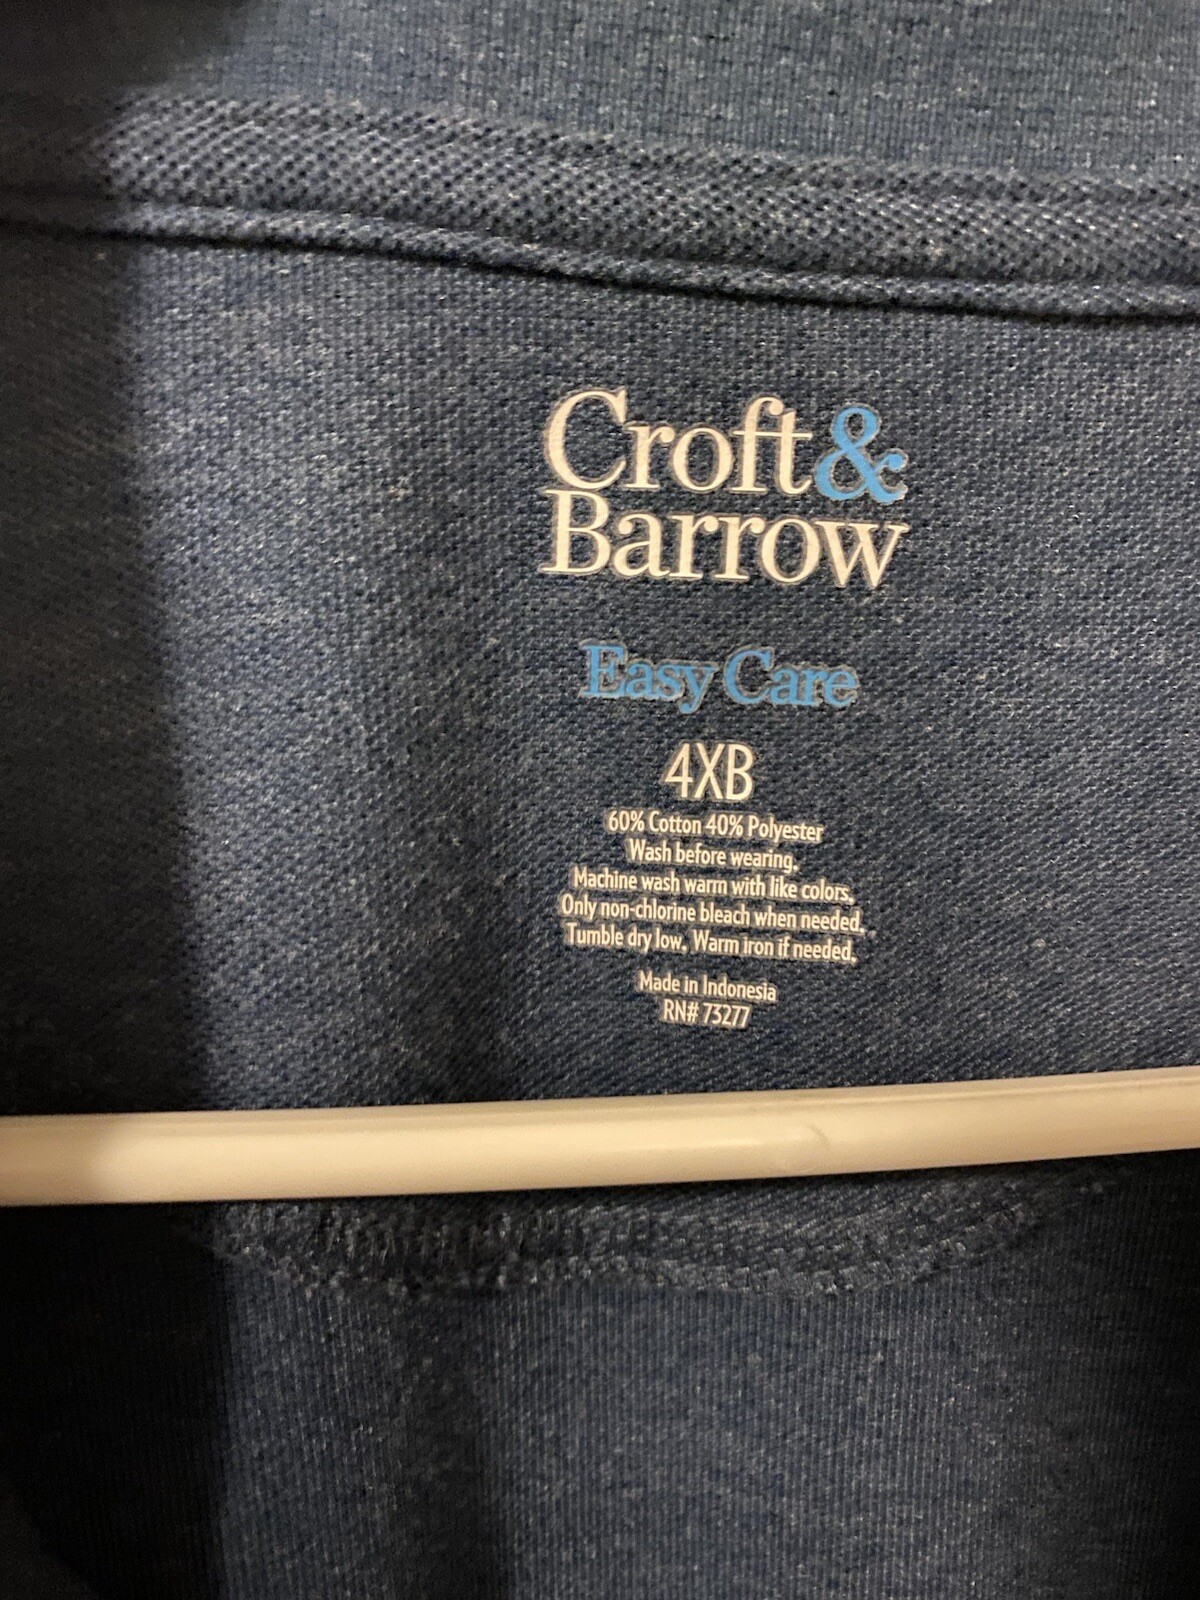 Croft&
Barrow
Easy Care
4XB
60% Cotton 40% Polyester
Wash before wearing.
Machine wash warm with like colors.
Only non-chlorine bleach when needed.
Tumble dry low. Warm iron if needed.
Made in Indonesia
RN# 73277